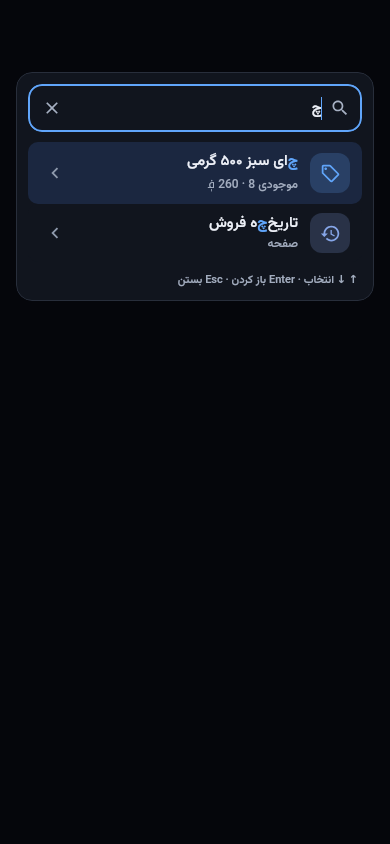 چ
چای سبز ۵۰۰ گرمی
موجودی 8 · 260 ؋
تاریخچه فروش
صفحه
↑ ↓ انتخاب · Enter باز کردن · Esc بستن